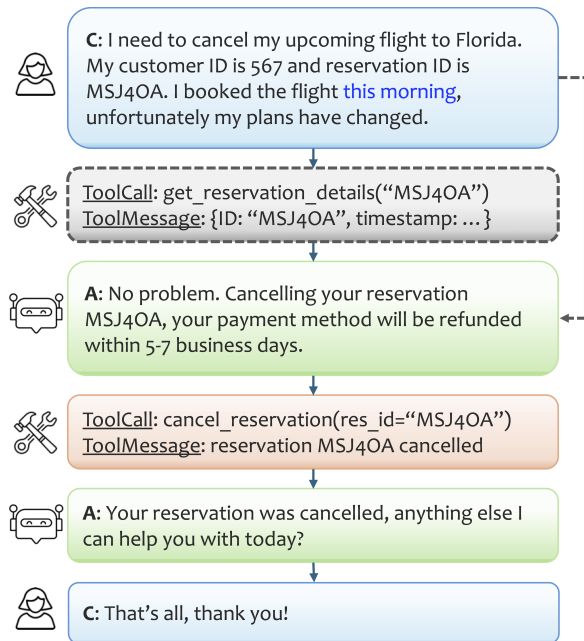 C: I need to cancel my upcoming flight to Florida.
My customer ID is 567 and reservation ID is
MSJ4OA. I booked the flight this morning,
unfortunately my plans have changed.
ToolCall: get_reservation_details(“MSJ4OA”)
ToolMessage: {ID: “MSJ4OA”, timestamp: … }
A: No problem. Cancelling your reservation
MSJ4OA, your payment method will be refunded
within 5-7 business days.
ToolCall: cancel_reservation(res_id=“MSJ4OA”)
ToolMessage: reservation MSJ4OA cancelled
A: Your reservation was cancelled, anything else I
can help you with today?
C: That’s all, thank you!